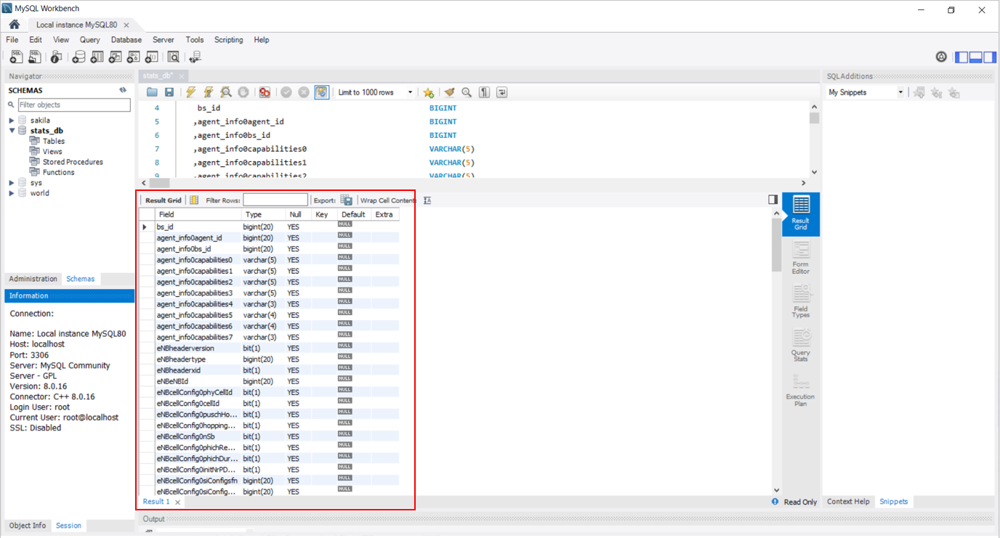 MySQL Workbench
Local instance MySQL80
File Edit View Query Database Server Tools Scripting Help
Navigator
SCHEMAS
Filter objects
sakila
stats_db
Tables
Views
Stored Procedures
Functions
sys
world
Administration Schemas
Information
Connection:
Name: Local instance MySQL80
Host: localhost
Port: 3306
Server: MySQL Community
Server - GPL
Version: 8.0.16
Connector: C++ 8.0.16
Login User: root
Current User: root@localhost
SSL: Disabled
Object Info Session
stats_db*
Limit to 1000 rows
4 bs_id BIGINT
5 ,agent_info0agent_id BIGINT
6 ,agent_info0bs_id BIGINT
7 ,agent_info0capabilities0 VARCHAR(5)
8 ,agent_info0capabilities1 VARCHAR(5)
9 ,agent_info0capabilities2 VARCHAR(5)
Result Grid Filter Rows: Export: Wrap Cell Content:
Field Type Null Key Default Extra
bs_id bigint(20) YES NULL
agent_info0agent_id bigint(20) YES NULL
agent_info0bs_id bigint(20) YES NULL
agent_info0capabilities0 varchar(5) YES NULL
agent_info0capabilities1 varchar(5) YES NULL
agent_info0capabilities2 varchar(5) YES NULL
agent_info0capabilities3 varchar(5) YES NULL
agent_info0capabilities4 varchar(3) YES NULL
agent_info0capabilities5 varchar(4) YES NULL
agent_info0capabilities6 varchar(4) YES NULL
agent_info0capabilities7 varchar(3) YES NULL
eNBheaderversion bit(1) YES NULL
eNBheadertype bigint(20) YES NULL
eNBheaderxid bit(1) YES NULL
eNBeNBId bigint(20) YES NULL
eNBcellConfig0phyCellId bit(1) YES NULL
eNBcellConfig0cellId bit(1) YES NULL
eNBcellConfig0puschHo... bit(1) YES NULL
eNBcellConfig0hopping... bit(1) YES NULL
eNBcellConfig0nSb bit(1) YES NULL
eNBcellConfig0phichRe... bit(1) YES NULL
eNBcellConfig0phichDur... bit(1) YES NULL
eNBcellConfig0initNrPD... bit(1) YES NULL
eNBcellConfig0siConfigsfn bigint(20) YES NULL
eNBcellConfig0siConfig... bigint(20) YES NULL
Result 1
Read Only
Output
Result
Grid
Form
Editor
Field
Types
Query
Stats
Execution
Plan
SQLAdditions
My Snippets
Context Help Snippets